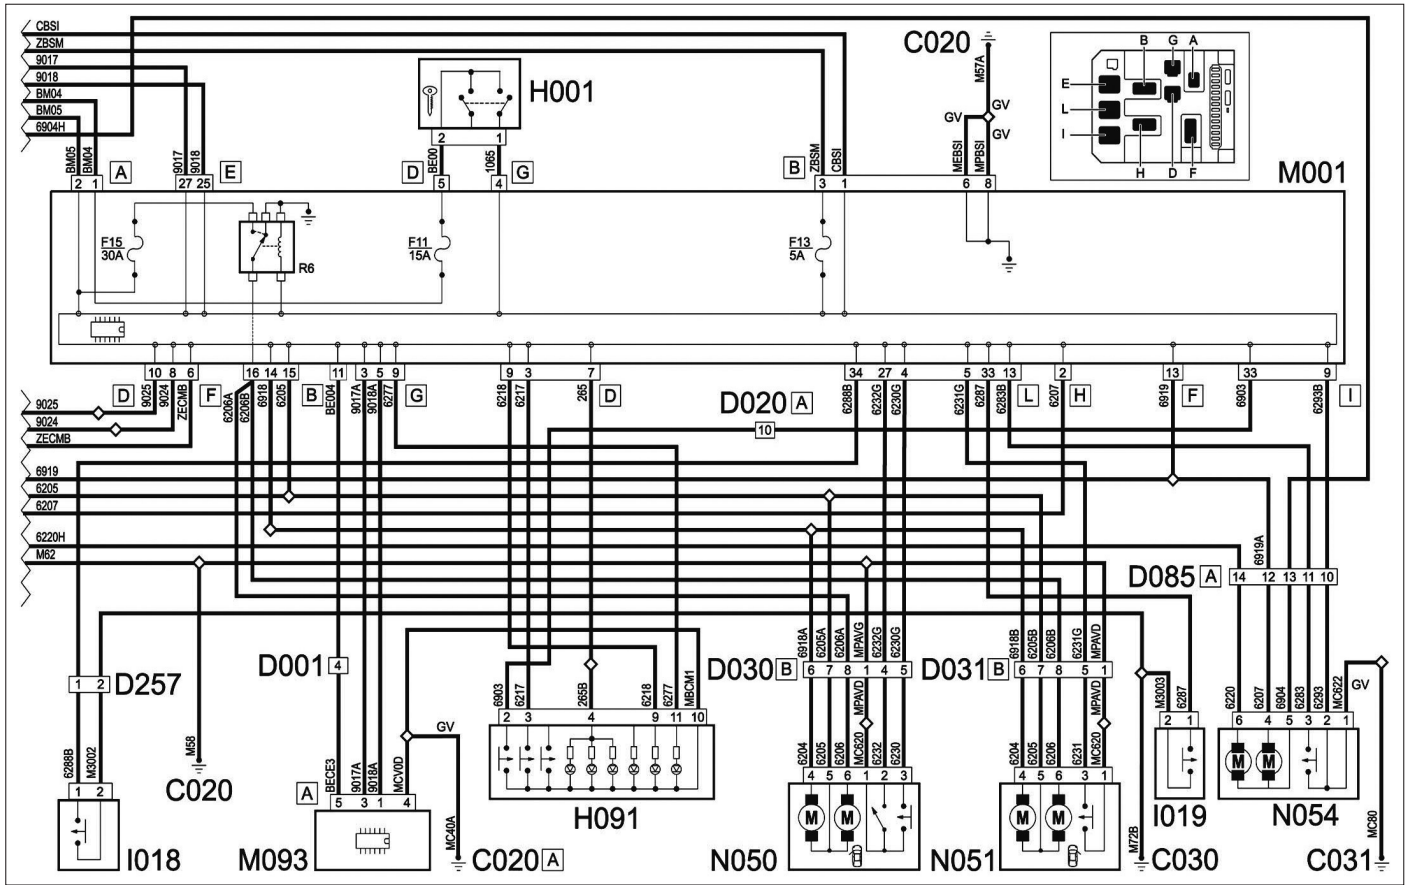 CBSI
ZBSM
9017
9018
BM04
BM05
6904H
H001
2 1
C020
M57A
GV GV
GV
B G A
E
L
I
H D F
M001
BM05 BM04 9017 9018 BE00 1065 ZBSM CBSI MEBSI MPBSI
2 1 A 27 25 E D 5 4 G B 3 1 6 8
F15
30A
R6
F11
15A
F13
5A
10 8 6 16 14 15 11 3 5 9 9 3 7 34 27 4 5 33 13 2 13 33 9
9025 D 9024 ZECMB F 6206A 6206B 6918 6205 B BE004 9017A 9018A 6277 G 6218 6217 265 D 6288B 6232G 6230G 6231G 6287 6283B L 6207 H 6919 F 6903 6293B I
D020 A
10
9025
9024
ZECMB
6919
6205
6207
6220H
M62
6919A
D085 A 14 12 13 11 10
D001 4
D257 1 2
D030 B 6 7 8 1 4 5
6918A 6205A 6206A MPAVG 6232G 6230G
D031 B 6 7 8 5 1
6918B 6205B 6206B 6231G MPAVD
6903 6217 265B 6218 6277 MBCM1
2 3 4 9 11 10
H091
6288B M3002
1 2
I018
M58
C020
BECE3 9017A 9018A MCV0D
A 5 3 1 4
M093
GV
MC40A
C020 A
6204 6205 6206 MC620 MPAVD 6232 6230
4 5 6 1 2 3
M M
N050
6204 6205 6206 6231 MC620 MPAVD
4 5 6 3 1
M M
N051
M3003 6287
2 1
I019
M72B
C030
6220 6207 6904 6283 6293 MC622
6 4 5 3 2 1
M M
N054
GV
MC80
C031